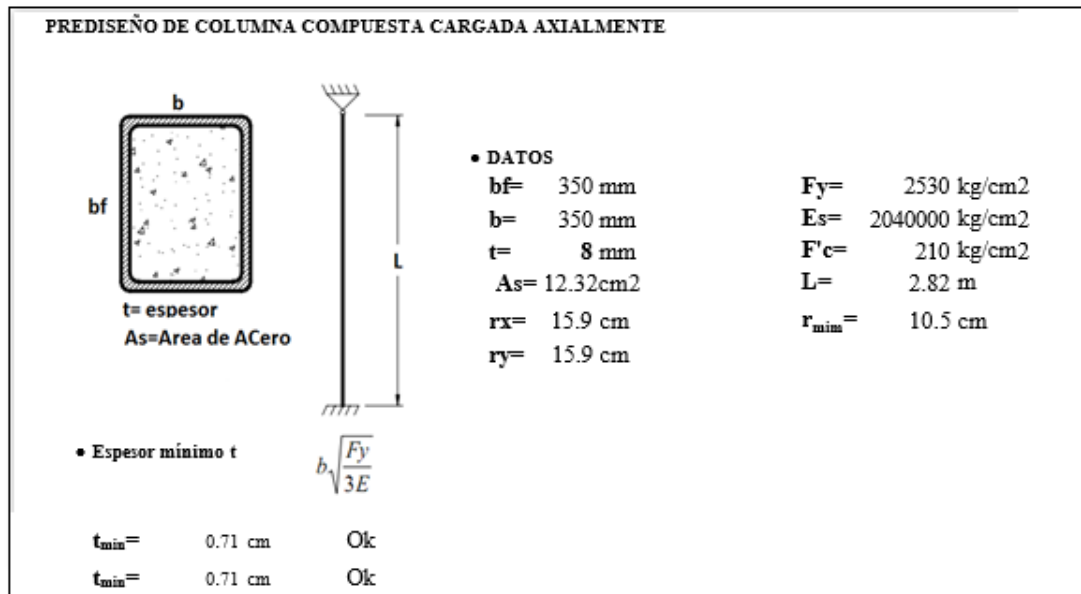 PREDISEÑO DE COLUMNA COMPUESTA CARGADA AXIALMENTE
b
bf
t= espesor
As=Area de ACero
L
• DATOS
bf= 350 mm
b= 350 mm
t= 8 mm
As= 12.32cm2
rx= 15.9 cm
ry= 15.9 cm
Fy= 2530 kg/cm2
Es= 2040000 kg/cm2
F'c= 210 kg/cm2
L= 2.82 m
rmim= 10.5 cm
• Espesor mínimo t
b√(Fy/3E)
tmin= 0.71 cm Ok
tmin= 0.71 cm Ok